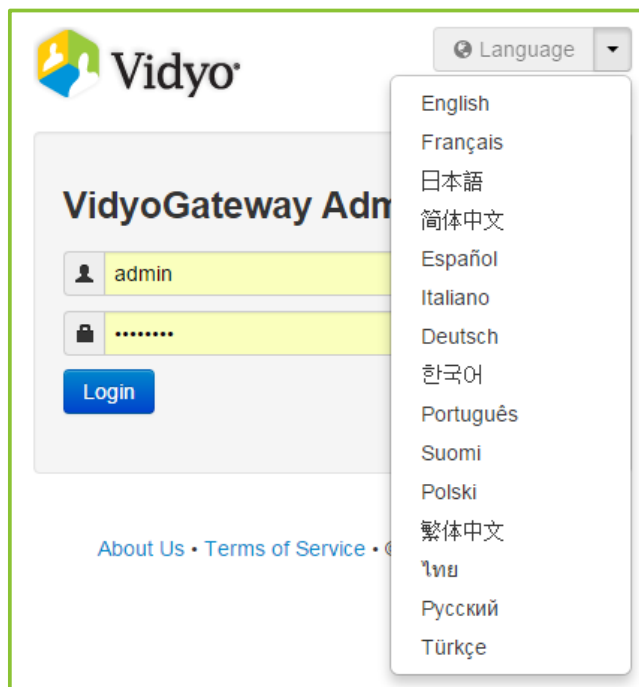 Vidyo
Language
English
Français
日本語
简体中文
Español
Italiano
Deutsch
한국어
Português
Suomi
Polski
繁体中文
ไทย
Русский
Türkçe
VidyoGateway Adm
admin
••••••••
Login
About Us • Terms of Service •